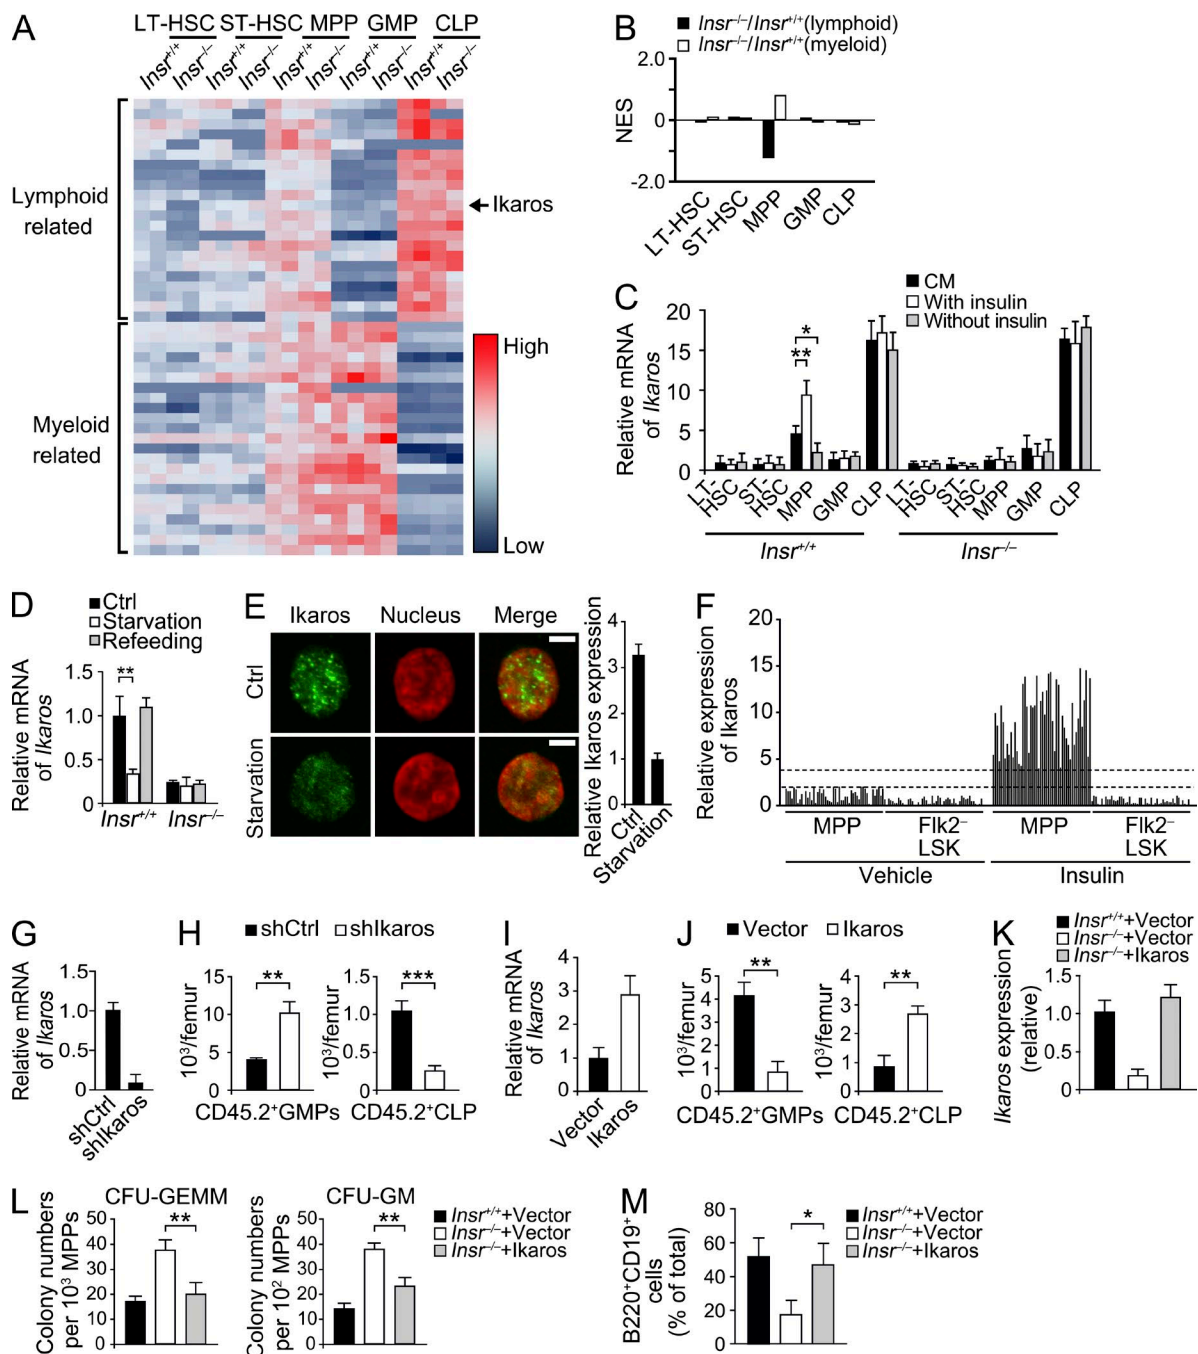 A
LT-HSC ST-HSC MPP GMP CLP
Insr+/+ Insr–/– Insr+/+ Insr–/– Insr+/+ Insr–/– Insr+/+ Insr–/– Insr+/+ Insr–/–
Lymphoid
related
Ikaros
Myeloid
related
High
Low
B
Insr–/–/Insr+/+(lymphoid)
Insr–/–/Insr+/+(myeloid)
NES
2.0
0
-2.0
LT-HSC ST-HSC MPP GMP CLP
C
CM
With insulin
Without insulin
Relative mRNA
of Ikaros
20
15
10
5
0
*
**
LT-
HSC
ST-
HSC
MPP
GMP
CLP
LT-
HSC
ST-
HSC
MPP
GMP
CLP
Insr+/+ Insr–/–
D
Ctrl
Starvation
Refeeding
Relative mRNA
of Ikaros
1.5
1.0
0.5
0
**
Insr+/+ Insr–/–
E
Ikaros Nucleus Merge
Ctrl
Starvation
Relative Ikaros expression
4
3
2
1
0
Ctrl
Starvation
F
Relative expression
of Ikaros
20
15
10
5
0
MPP Flk2– MPP Flk2–
LSK LSK
Vehicle Insulin
G
Relative mRNA
of Ikaros
1.0
1.5
0
shCtrl
shIkaros
H
shCtrl shIkaros
10³/femur
15
10
5
0
**
CD45.2+GMPs
10³/femur
1.5
1.0
0.5
0
***
CD45.2+CLP
I
Relative mRNA
of Ikaros
4
3
2
1
0
Vector
Ikaros
J
Vector Ikaros
10³/femur
5
4
3
2
1
0
**
CD45.2+GMPs
10³/femur
4
3
2
1
0
**
CD45.2+CLP
K
Insr+/++Vector
Insr–/–+Vector
Insr–/–+Ikaros
Ikaros expression
(relative)
1.5
1.0
0.5
0
L
CFU-GEMM
Colony numbers
per 10³ MPPs
50
40
30
20
10
0
**
CFU-GM
Colony numbers
per 10² MPPs
50
40
30
20
10
0
**
Insr+/++Vector
Insr–/–+Vector
Insr–/–+Ikaros
M
B220+CD19+
cells
(% of total)
80
60
40
20
0
*
Insr+/++Vector
Insr–/–+Vector
Insr–/–+Ikaros